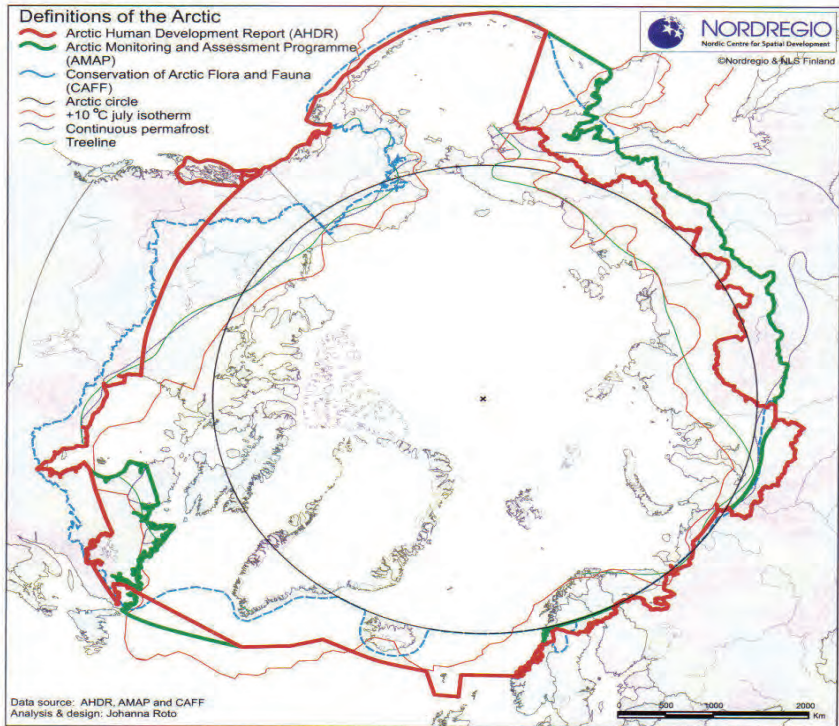 Definitions of the Arctic
Arctic Human Development Report (AHDR)
Arctic Monitoring and Assessment Programme
(AMAP)
Conservation of Arctic Flora and Fauna
(CAFF)
Arctic circle
+10 °C july isotherm
Continuous permafrost
Treeline
NORDREGIO
Nordic Centre for Spatial Development
©Nordregio & NLS Finland
Data source: AHDR, AMAP and CAFF
Analysis & design: Johanna Roto
0 500 1000 2000
Km